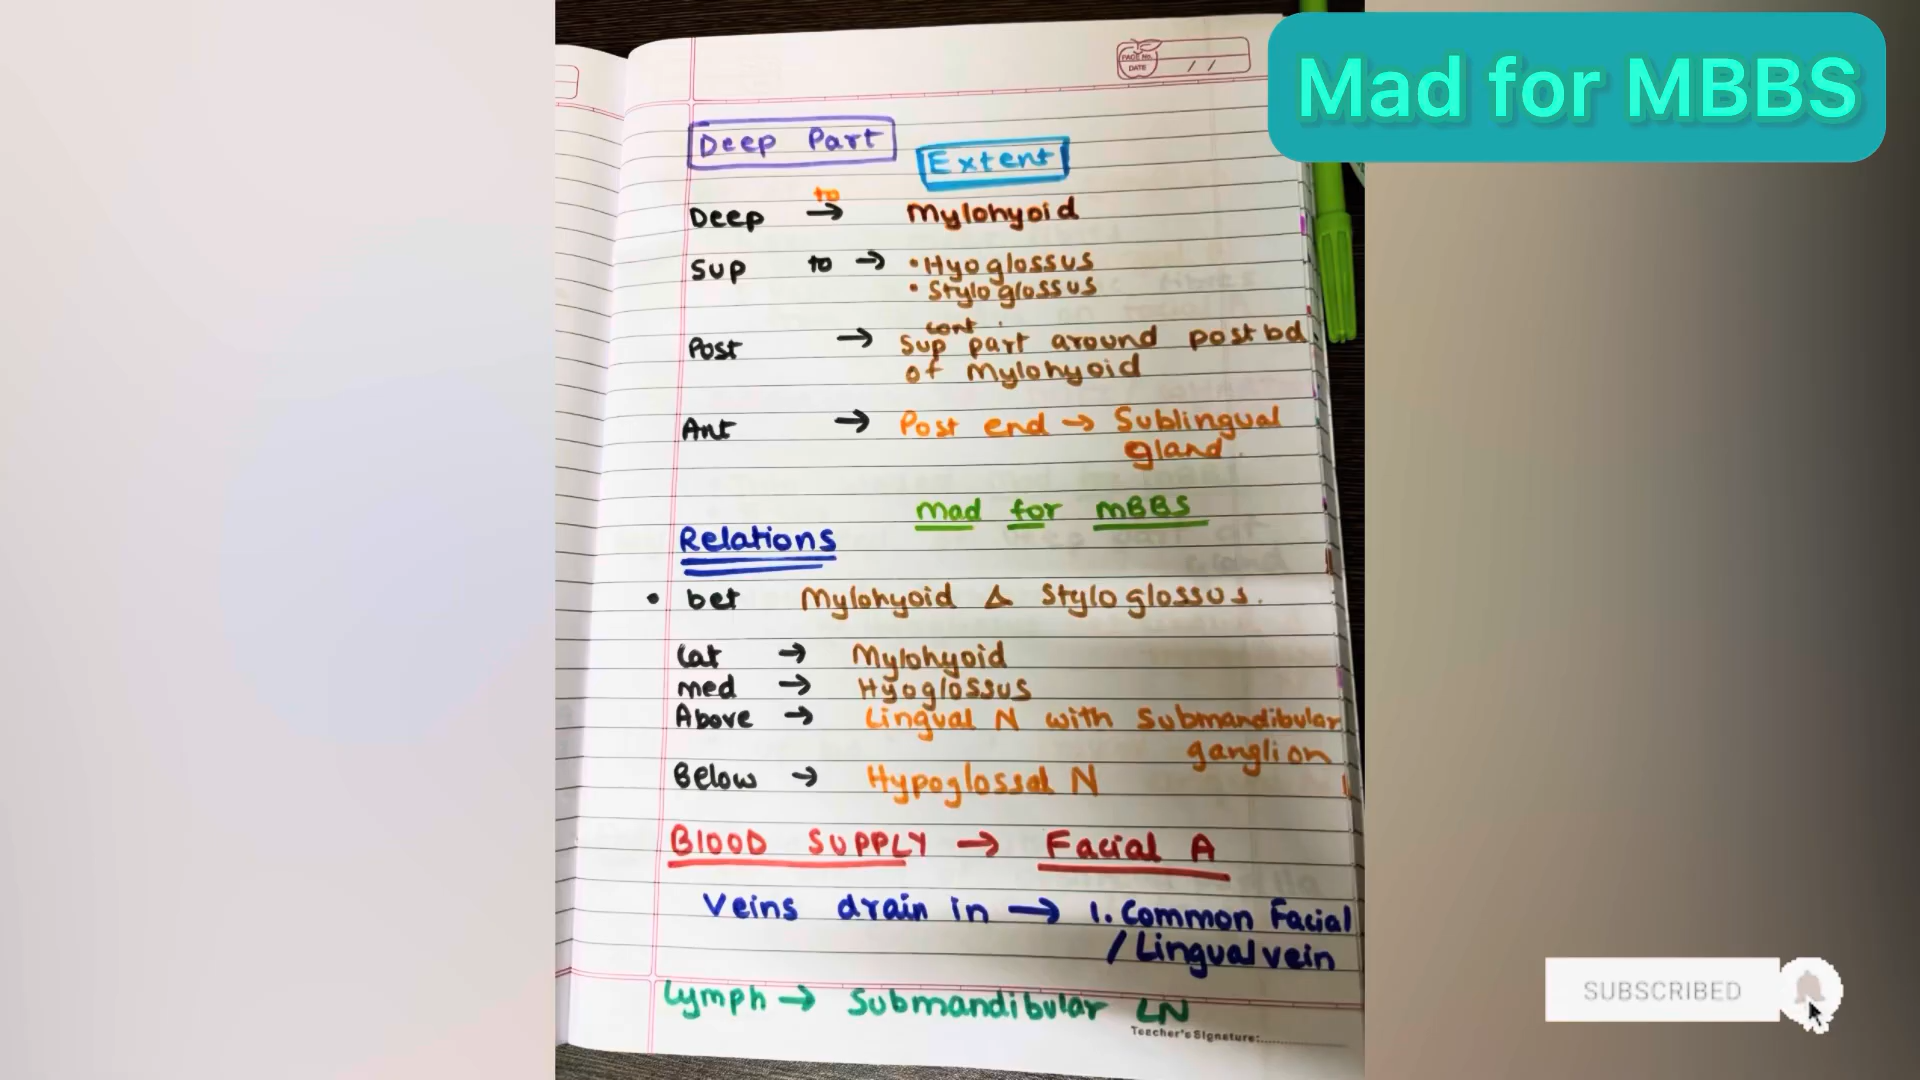 Mad for MBBS
PAGE No.
DATE / /
Deep Part
Extent
Deep to → Mylohyoid
Sup to → • Hyoglossus
• Styloglossus
Post → Sup cont part around post bd
of Mylohyoid
Ant → Post end → Sublingual
gland.
Mad for MBBS
Relations
• bet Mylohyoid & Styloglossus.
Lat → Mylohyoid
med → Hyoglossus
Above → Lingual N with Submandibular
ganglion
Below → Hypoglossal N
BLOOD SUPPLY → Facial A
Veins drain in → 1. Common Facial
/ Lingual vein
Lymph → Submandibular LN
Teacher's Signature:
SUBSCRIBED